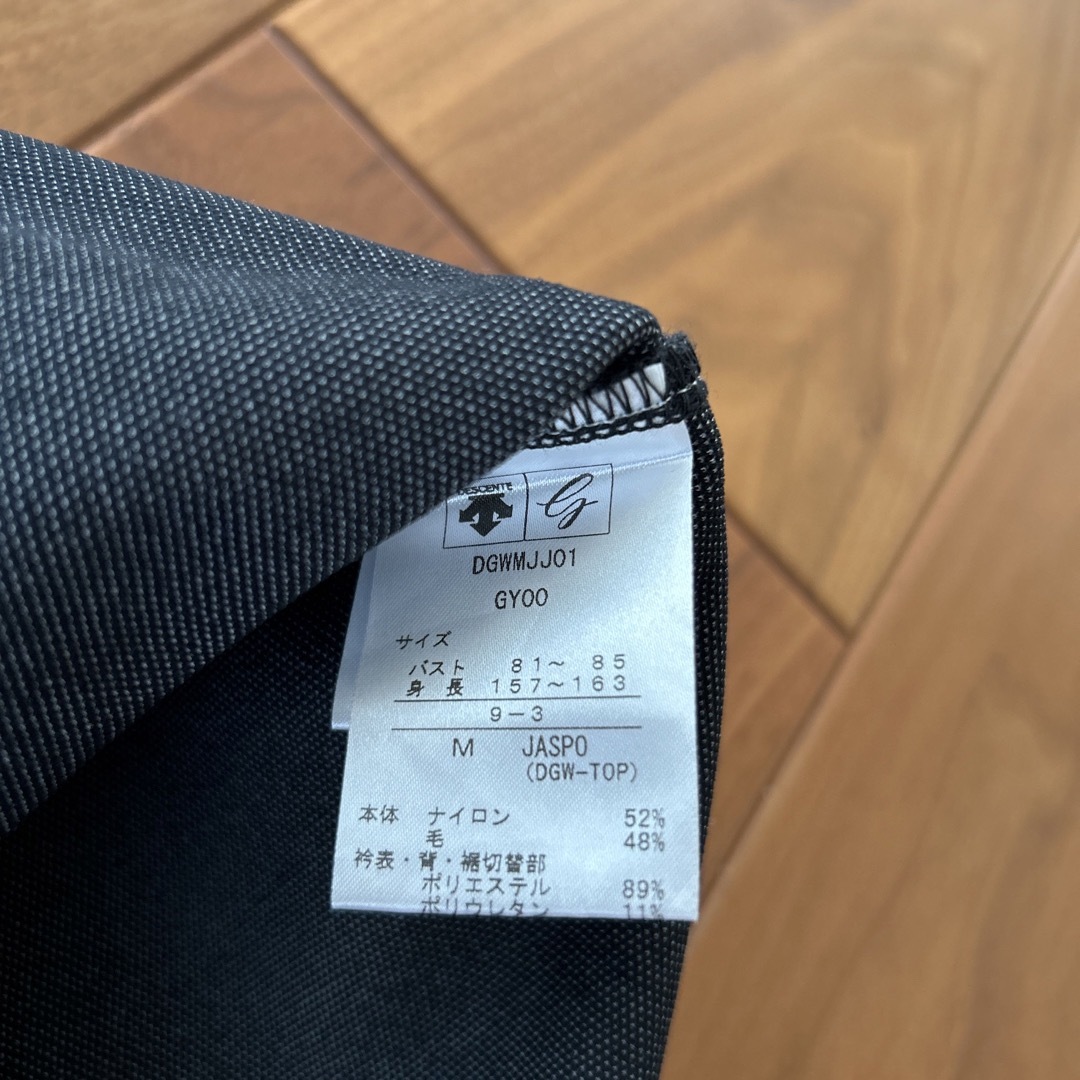 DESCENTE G
DGWMJJ01
GY00
サイズ
バスト 81～ 85
身 長 157～163
9-3
M JASPO
(DGW-TOP)
本体 ナイロン 52%
毛 48%
衿表・背・裾切替部
ポリエステル 89%
ポリウレタン 11%